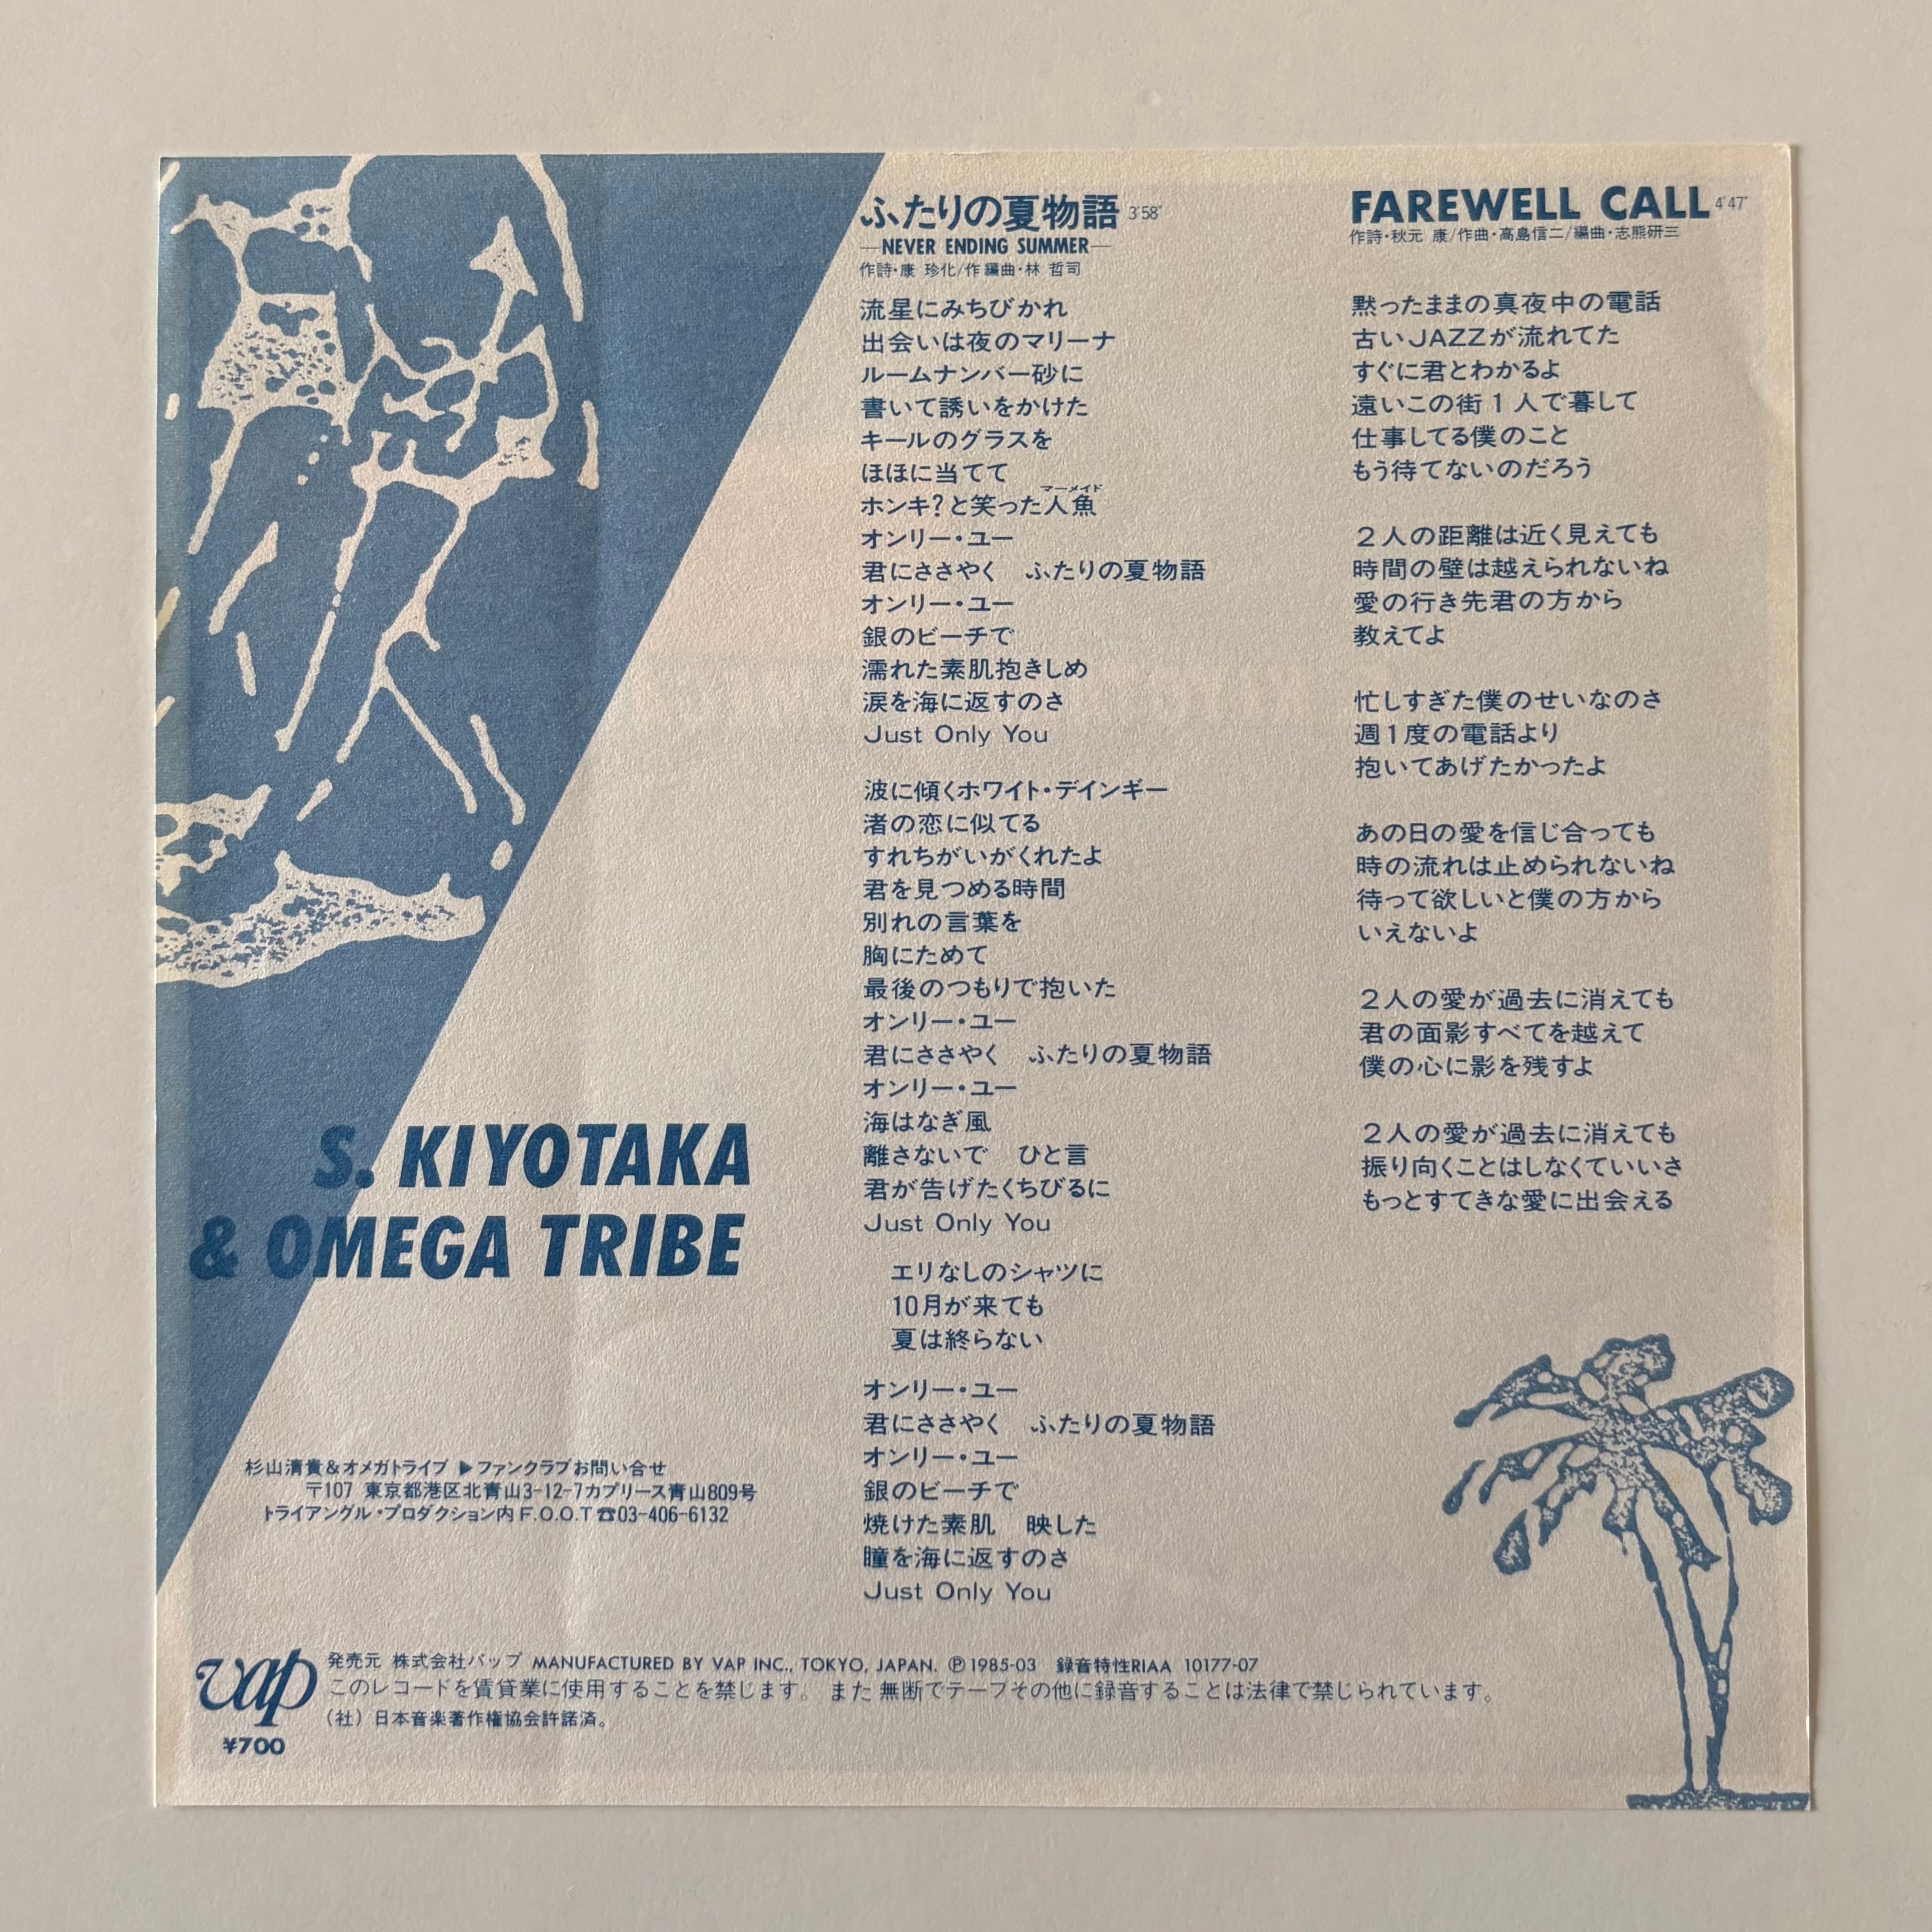 ふたりの夏物語 3'58"
—NEVER ENDING SUMMER—
作詩・康 珍化/作編曲・林 哲司
流星にみちびかれ
出会いは夜のマリーナ
ルームナンバー砂に
書いて誘いをかけた
キールのグラスを
ほほに当てて
マーメイド
ホンキ?と笑った人魚
オンリー・ユー
君にささやく　ふたりの夏物語
オンリー・ユー
銀のビーチで
濡れた素肌抱きしめ
涙を海に返すのさ
Just Only You
波に傾くホワイト・デインギー
渚の恋に似てる
すれちがいがくれたよ
君を見つめる時間
別れの言葉を
胸にためて
最後のつもりで抱いた
オンリー・ユー
君にささやく　ふたりの夏物語
オンリー・ユー
海はなぎ風
離さないで　ひと言
君が告げたくちびるに
Just Only You
エリなしのシャツに
10月が来ても
夏は終らない
オンリー・ユー
君にささやく　ふたりの夏物語
オンリー・ユー
銀のビーチで
焼けた素肌　映した
瞳を海に返すのさ
Just Only You
FAREWELL CALL 4'47"
作詩・秋元 康/作曲・高島信二/編曲・志熊研三
黙ったままの真夜中の電話
古いJAZZが流れてた
すぐに君とわかるよ
遠いこの街1人で暮して
仕事してる僕のこと
もう待てないのだろう
2人の距離は近く見えても
時間の壁は越えられないね
愛の行き先君の方から
教えてよ
忙しすぎた僕のせいなのさ
週1度の電話より
抱いてあげたかったよ
あの日の愛を信じ合っても
時の流れは止められないね
待って欲しいと僕の方から
いえないよ
2人の愛が過去に消えても
君の面影すべてを越えて
僕の心に影を残すよ
2人の愛が過去に消えても
振り向くことはしなくていいさ
もっとすてきな愛に出会える
S. KIYOTAKA
& OMEGA TRIBE
杉山清貴&オメガトライブ ▶ファンクラブお問い合せ
〒107 東京都港区北青山3-12-7カプリース青山809号
トライアングル・プロダクション内 F.O.O.T ☎03-406-6132
vap
発売元 株式会社バップ MANUFACTURED BY VAP INC., TOKYO, JAPAN. Ⓟ1985-03 録音特性RIAA 10177-07
このレコードを賃貸業に使用することを禁じます。また無断でテープその他に録音することは法律で禁じられています。
(社) 日本音楽著作権協会許諾済。
¥700